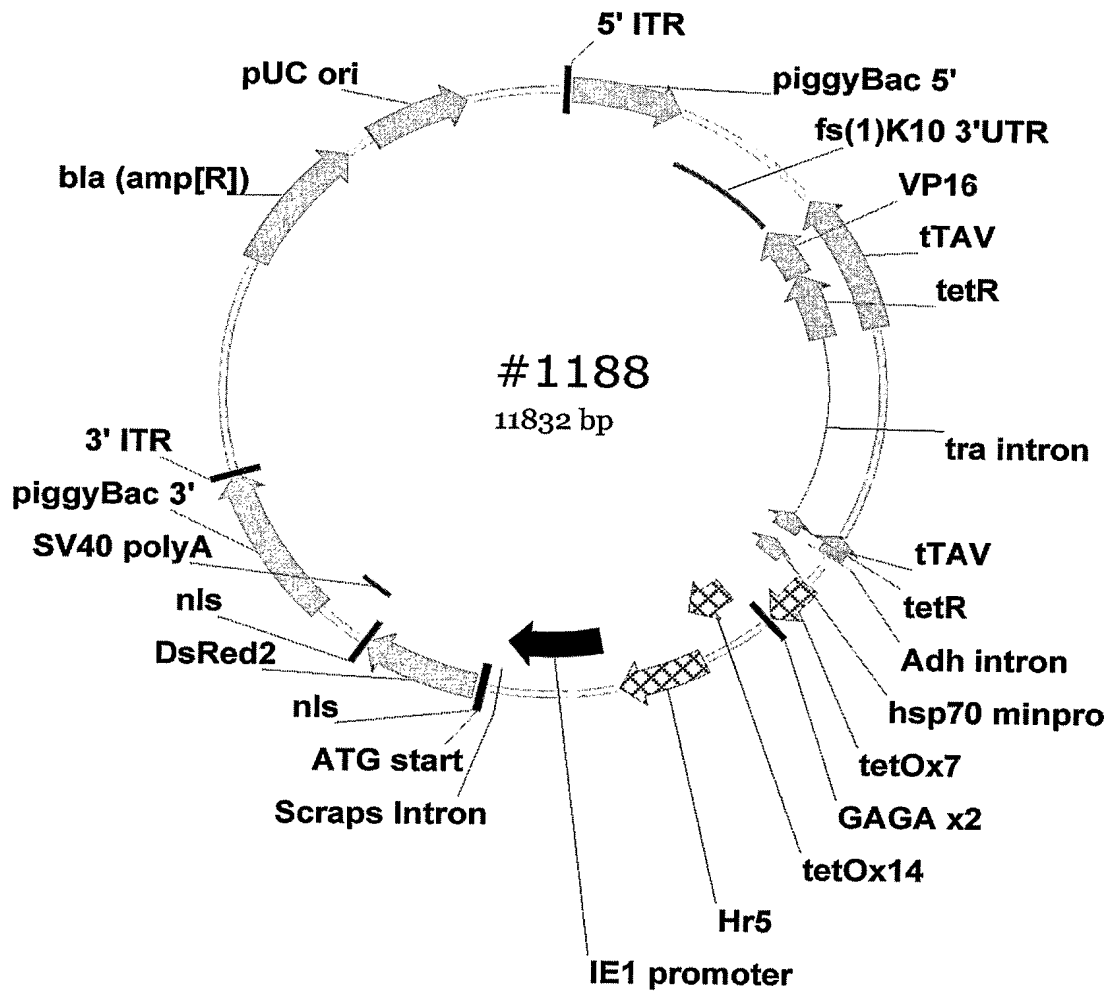 5' ITR
pUC ori
piggyBac 5'
fs(1)K10 3'UTR
bla (amp[R])
VP16
tTAV
tetR
#1188
11832 bp
3' ITR
tra intron
piggyBac 3'
SV40 polyA
tTAV
nls
tetR
DsRed2
Adh intron
nls
hsp70 minpro
ATG start
tetOx7
Scraps Intron
GAGA x2
tetOx14
Hr5
IE1 promoter